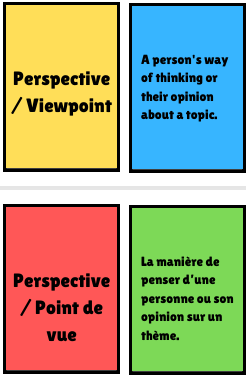 Perspective
/ Viewpoint
A person's way
of thinking or
their opinion
about a topic.
Perspective
/ Point de
vue
La manière de
penser d'une
personne ou son
opinion sur un
thème.